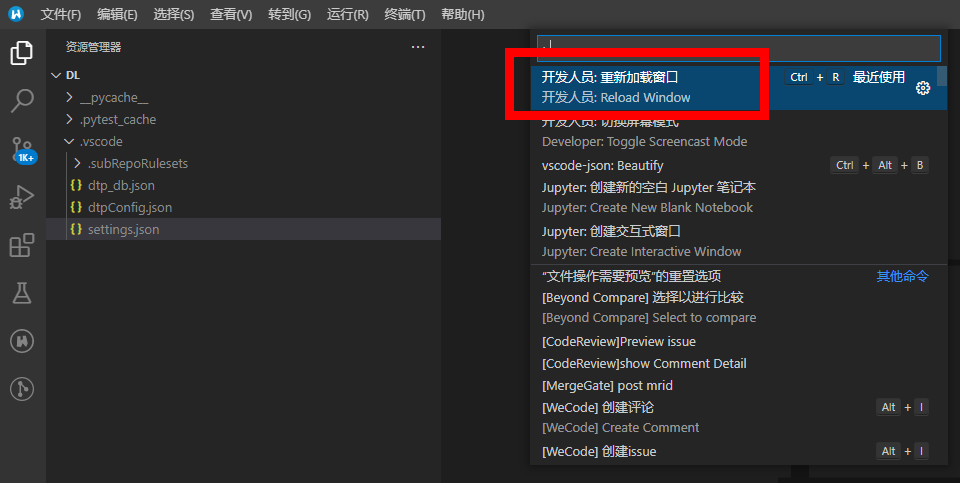 文件(F) 编辑(E) 选择(S) 查看(V) 转到(G) 运行(R) 终端(T) 帮助(H)
资源管理器 ···
DL
__pycache__
.pytest_cache
.vscode
.subRepoRulesets
{} dtp_db.json
{} dtpConfig.json
{} settings.json
1K+
开发人员: 重新加载窗口 Ctrl + R 最近使用
开发人员: Reload Window
开发人员: 切换屏幕模式
Developer: Toggle Screencast Mode
vscode-json: Beautify Ctrl + Alt + B
Jupyter: 创建新的空白 Jupyter 笔记本
Jupyter: Create New Blank Notebook
Jupyter: 创建交互式窗口
Jupyter: Create Interactive Window
“文件操作需要预览”的重置选项 其他命令
[Beyond Compare] 选择以进行比较
[Beyond Compare] Select to compare
[CodeReview]Preview issue
[CodeReview]show Comment Detail
[MergeGate] post mrid
[WeCode] 创建评论 Alt + I
[WeCode] Create Comment
[WeCode] 创建issue Alt + I